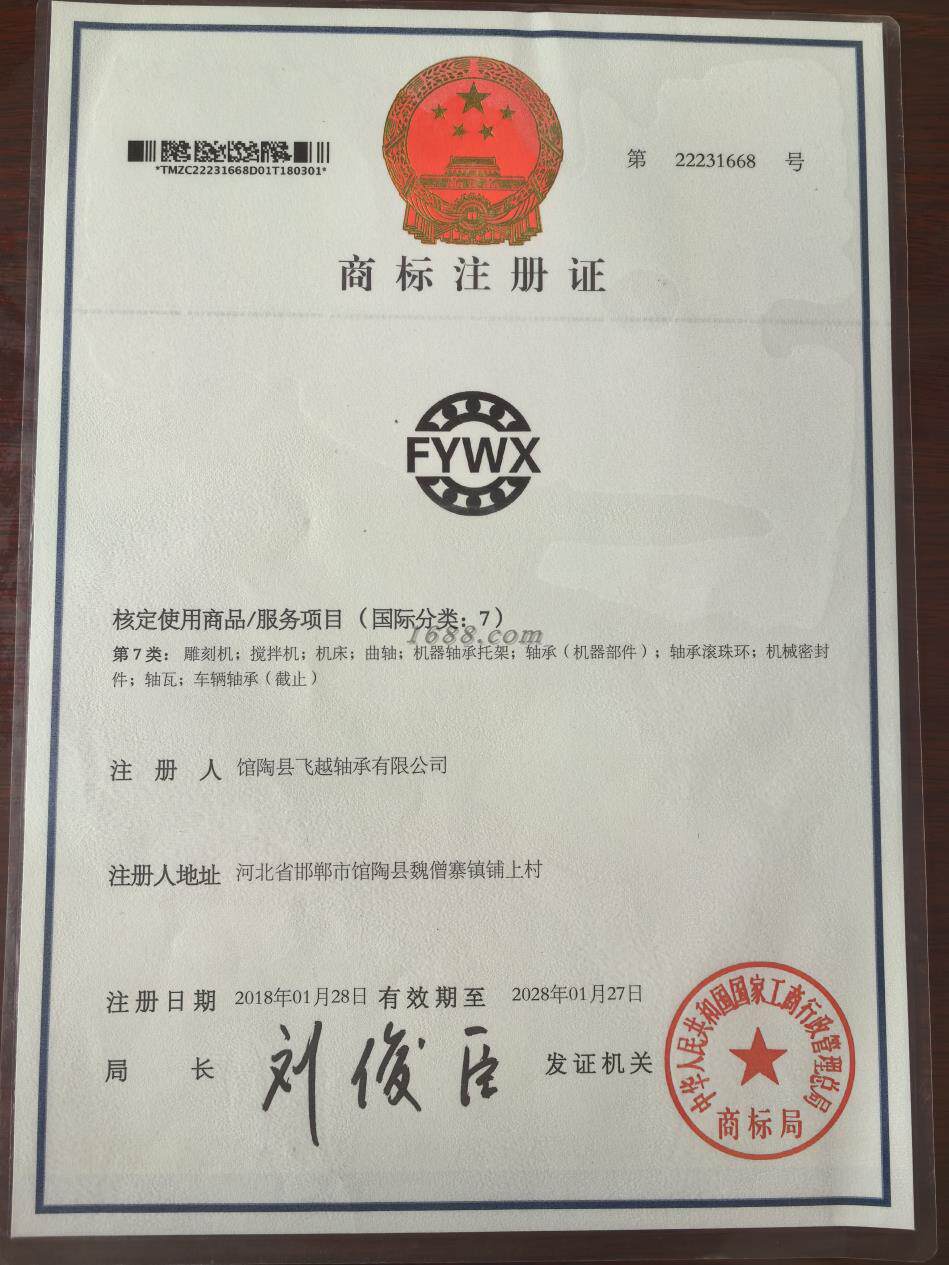 *TMZC22231668D01T180301*
第 22231668 号
商标注册证
FYWX
核定使用商品/服务项目（国际分类：7）
1688.com
第7类：雕刻机；搅拌机；机床；曲轴；机器轴承托架；轴承（机器部件）；轴承滚珠环；机械密封
件；轴瓦；车辆轴承（截止）
注册人 馆陶县飞越轴承有限公司
注册人地址 河北省邯郸市馆陶县魏僧寨镇铺上村
注册日期 2018年01月28日 有效期至 2028年01月27日
局长 刘俊臣 发证机关
中华人民共和国国家工商行政管理总局
商标局